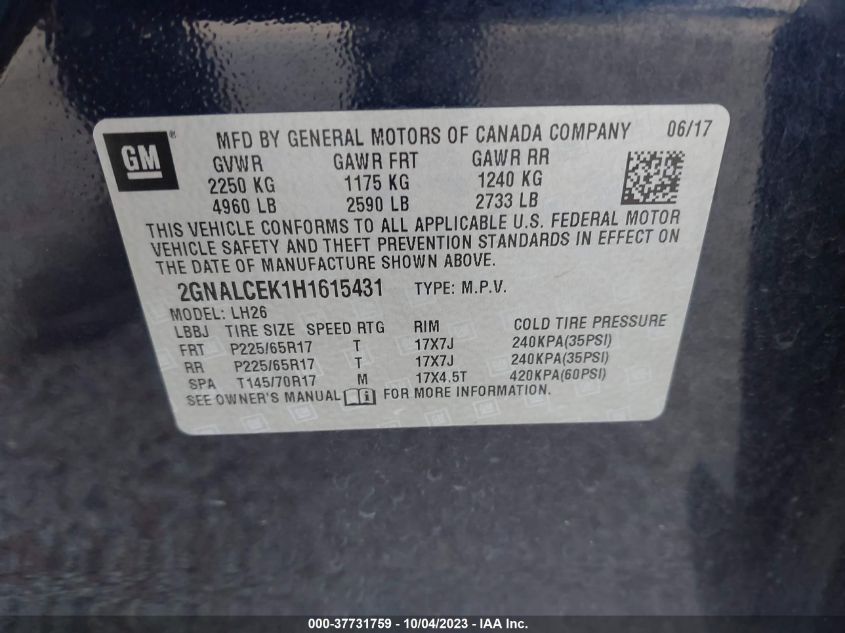 GM® MFD BY GENERAL MOTORS OF CANADA COMPANY 06/17
GVWR GAWR FRT GAWR RR
2250 KG 1175 KG 1240 KG
4960 LB 2590 LB 2733 LB
THIS VEHICLE CONFORMS TO ALL APPLICABLE U.S. FEDERAL MOTOR
VEHICLE SAFETY AND THEFT PREVENTION STANDARDS IN EFFECT ON
THE DATE OF MANUFACTURE SHOWN ABOVE.
2GNALCEK1H1615431 TYPE: M.P.V.
MODEL: LH26
LBBJ TIRE SIZE SPEED RTG RIM COLD TIRE PRESSURE
FRT P225/65R17 T 17X7J 240KPA(35PSI)
RR P225/65R17 T 17X7J 240KPA(35PSI)
SPA T145/70R17 M 17X4.5T 420KPA(60PSI)
SEE OWNER'S MANUAL FOR MORE INFORMATION.
000-37731759 - 10/04/2023 - IAA Inc.